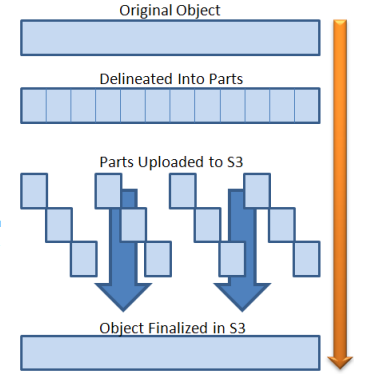 Original Object
Delineated Into Parts
Parts Uploaded to S3
Object Finalized in S3